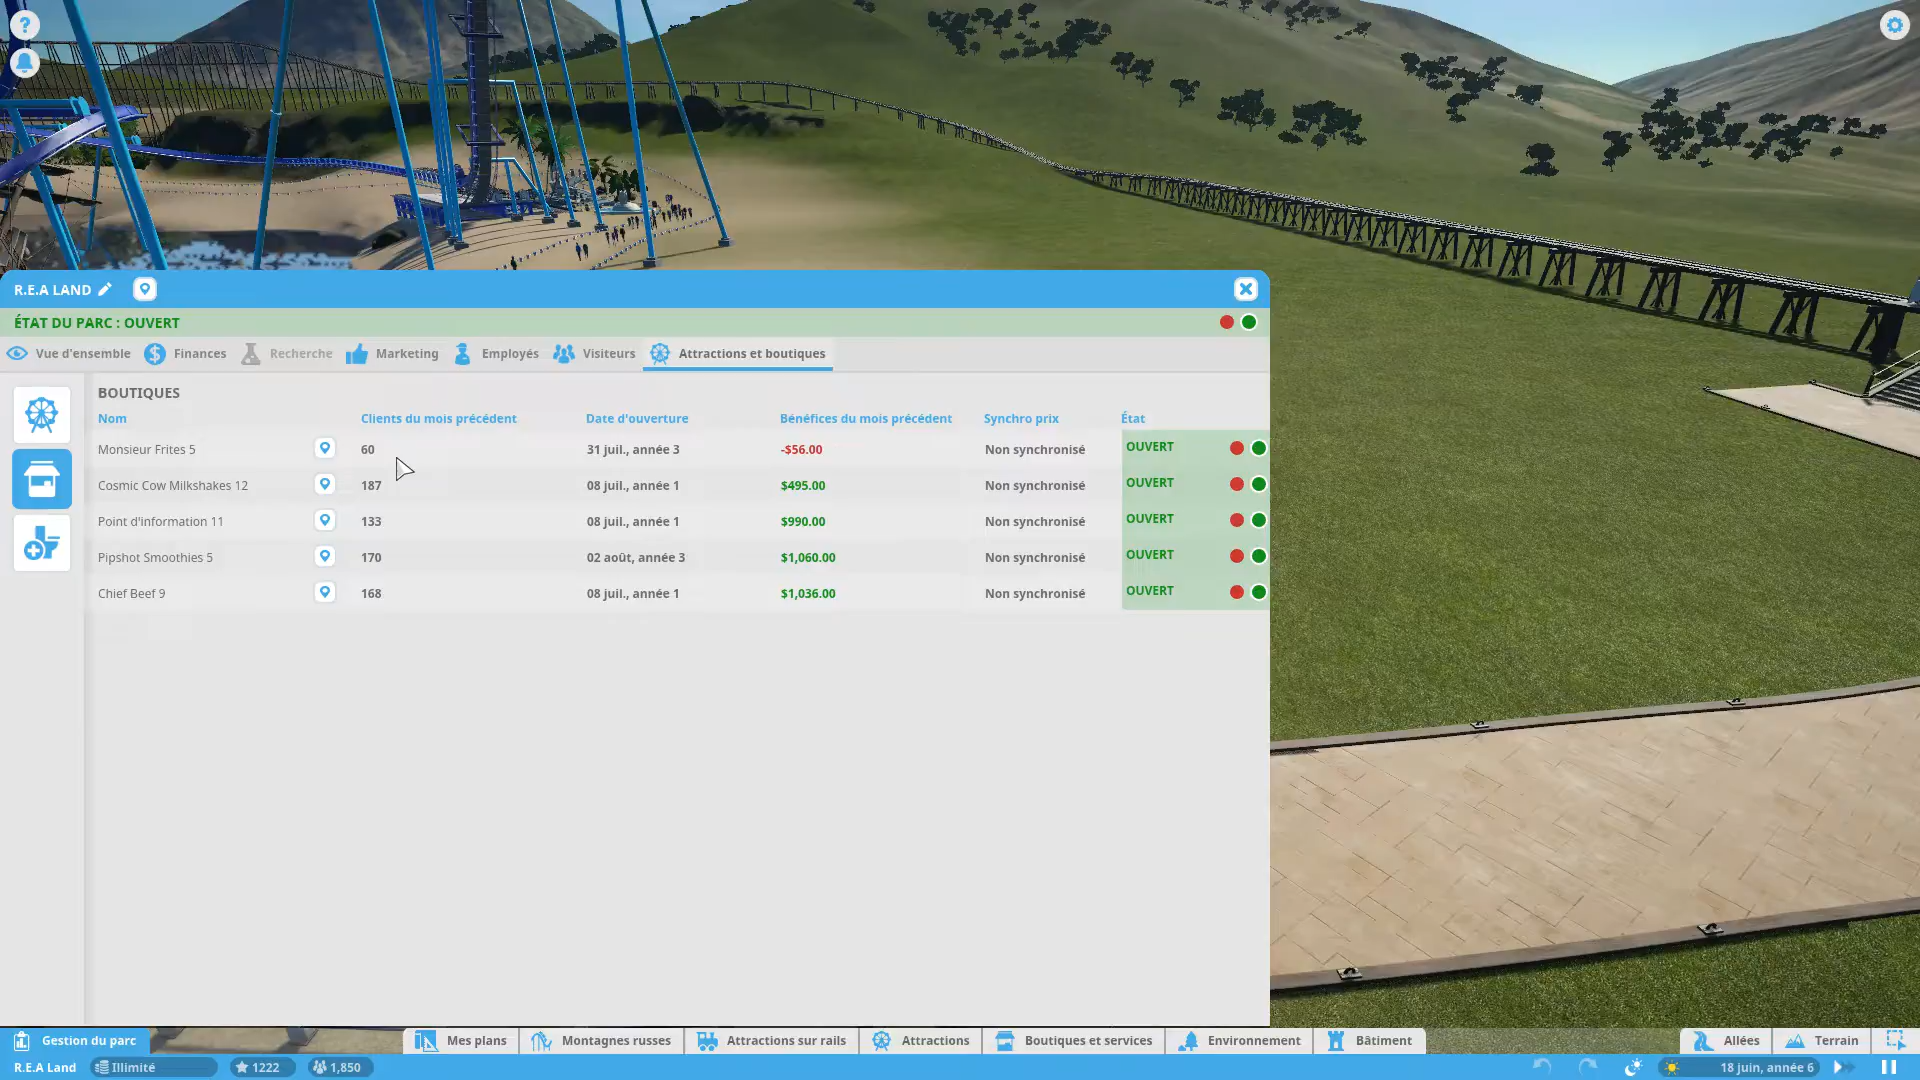 ?
R.E.A LAND
ÉTAT DU PARC : OUVERT
Vue d'ensemble Finances Recherche Marketing Employés Visiteurs Attractions et boutiques
BOUTIQUES
Nom Clients du mois précédent Date d'ouverture Bénéfices du mois précédent Synchro prix État
Monsieur Frites 5 60 31 juil., année 3 -$56.00 Non synchronisé OUVERT
Cosmic Cow Milkshakes 12 187 08 juil., année 1 $495.00 Non synchronisé OUVERT
Point d'information 11 133 08 juil., année 1 $990.00 Non synchronisé OUVERT
Pipshot Smoothies 5 170 02 août, année 3 $1,060.00 Non synchronisé OUVERT
Chief Beef 9 168 08 juil., année 1 $1,036.00 Non synchronisé OUVERT
Gestion du parc Mes plans Montagnes russes Attractions sur rails Attractions Boutiques et services Environnement Bâtiment Allées Terrain
R.E.A Land Illimité 1222 1,850 18 juin, année 6